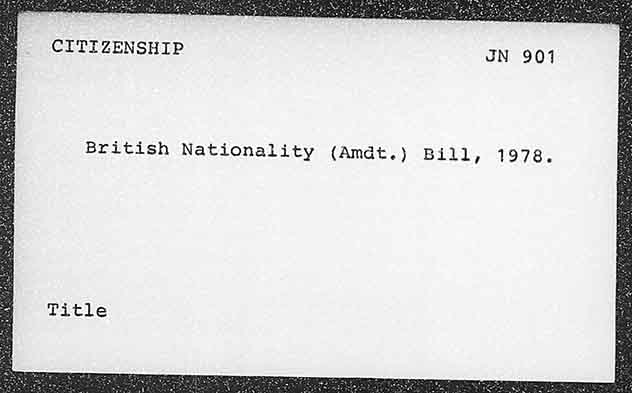 CITIZENSHIP
JN 901
British Nationality (Amdt.) Bill, 1978.
Title